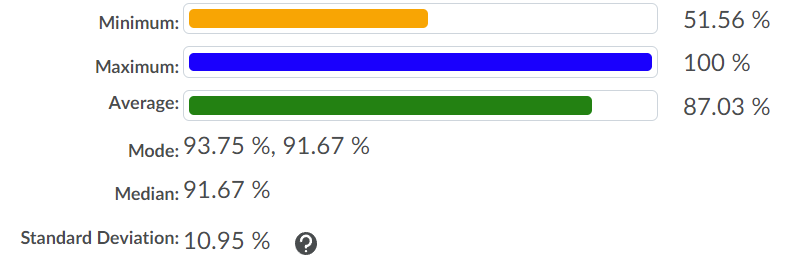 Minimum: 51.56 %
Maximum: 100 %
Average: 87.03 %
Mode: 93.75 %, 91.67 %
Median: 91.67 %
Standard Deviation: 10.95 % ?